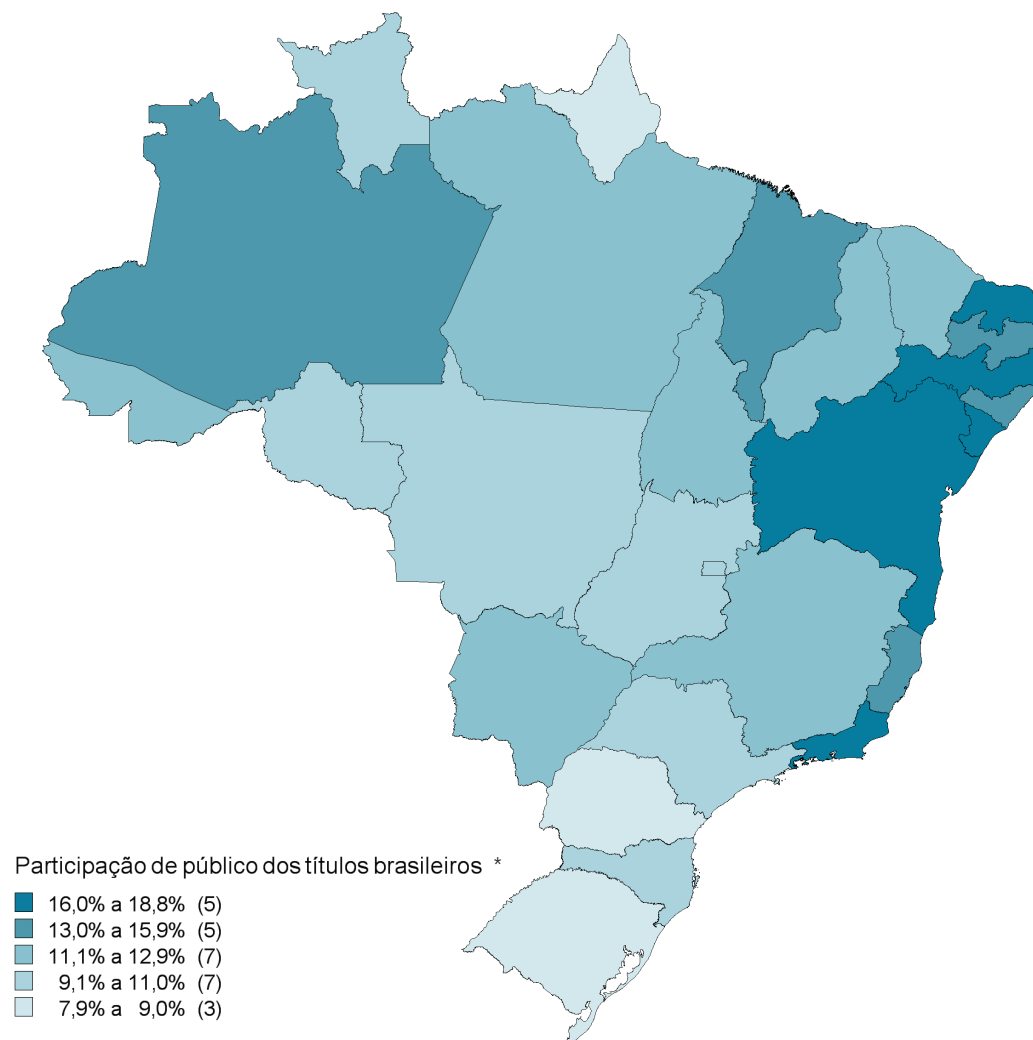 Participação de público dos títulos brasileiros *
16,0% a 18,8% (5)
13,0% a 15,9% (5)
11,1% a 12,9% (7)
9,1% a 11,0% (7)
7,9% a 9,0% (3)